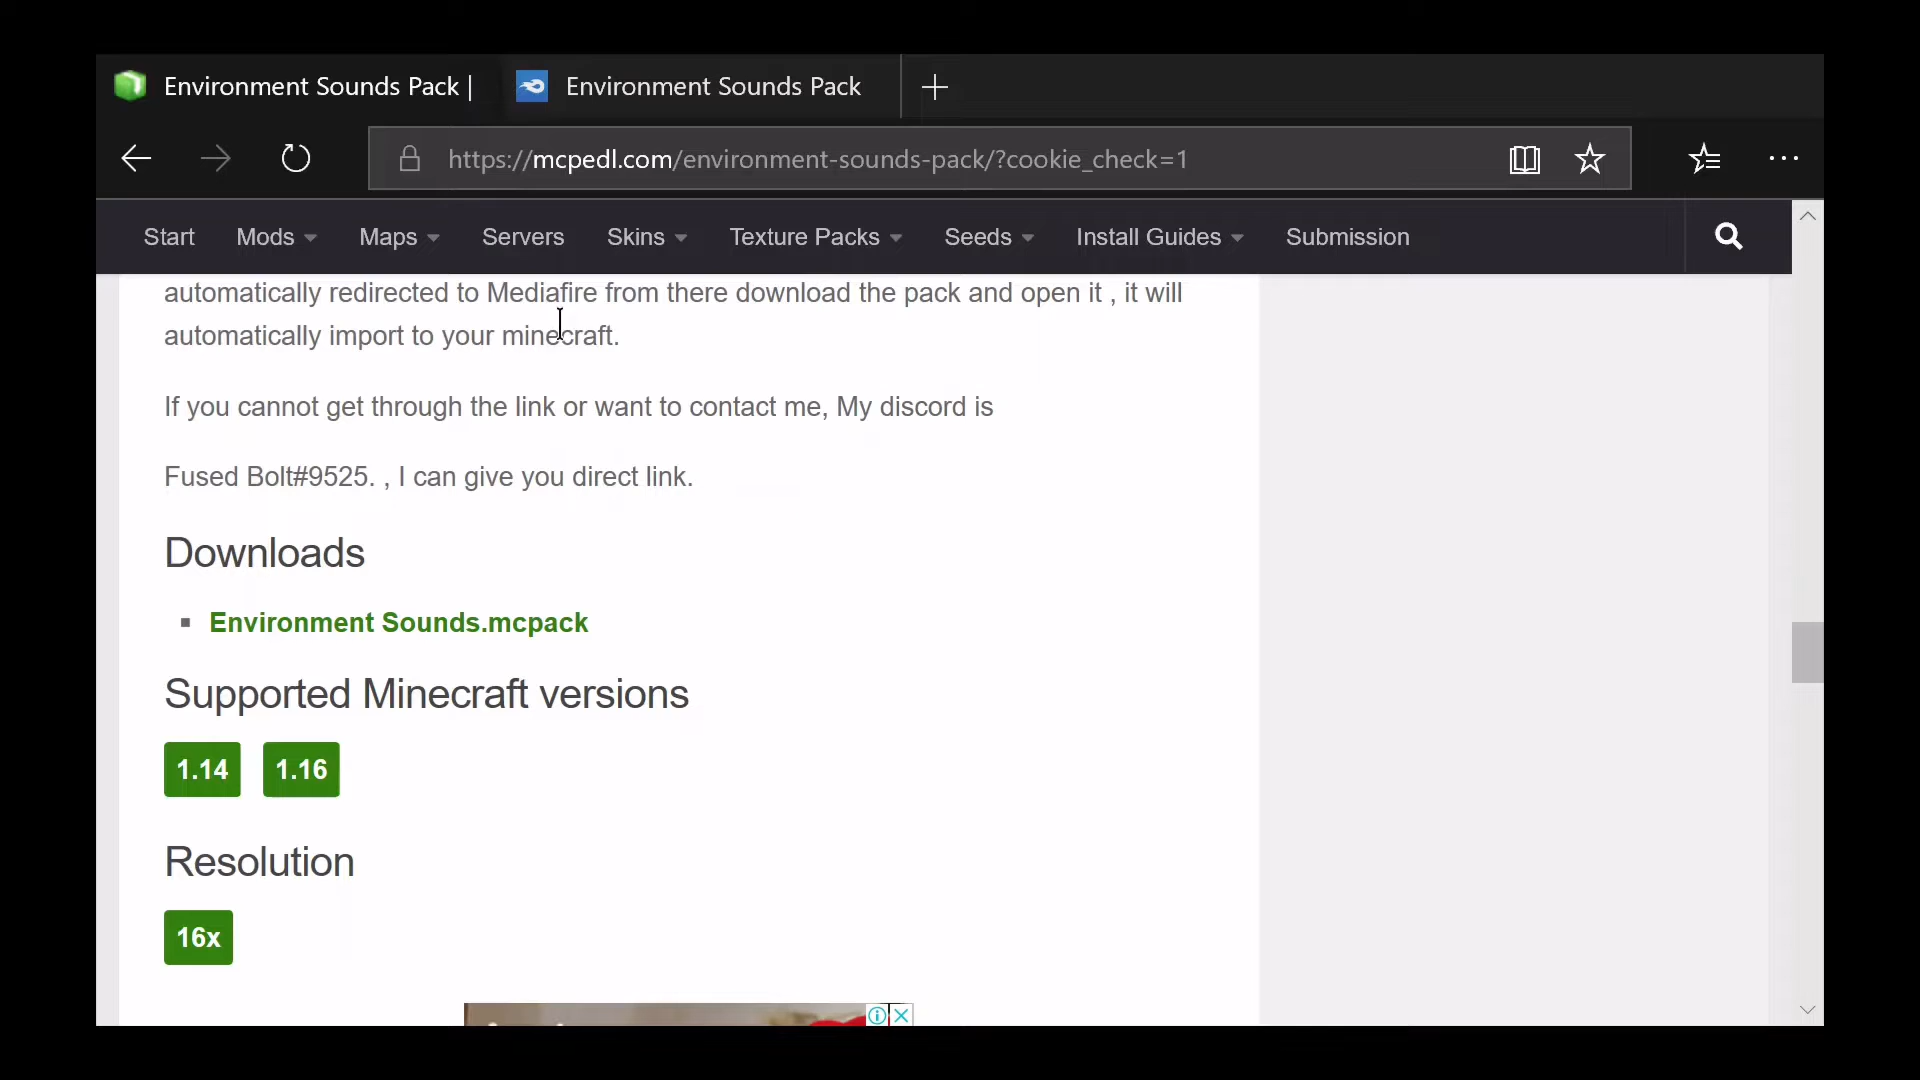 Environment Sounds Pack |
Environment Sounds Pack
https://mcpedl.com/environment-sounds-pack/?cookie_check=1
Start Mods Maps Servers Skins Texture Packs Seeds Install Guides Submission
automatically redirected to Mediafire from there download the pack and open it , it will
automatically import to your minecraft.
If you cannot get through the link or want to contact me, My discord is
Fused Bolt#9525. , I can give you direct link.
Downloads
Environment Sounds.mcpack
Supported Minecraft versions
1.14 1.16
Resolution
16x